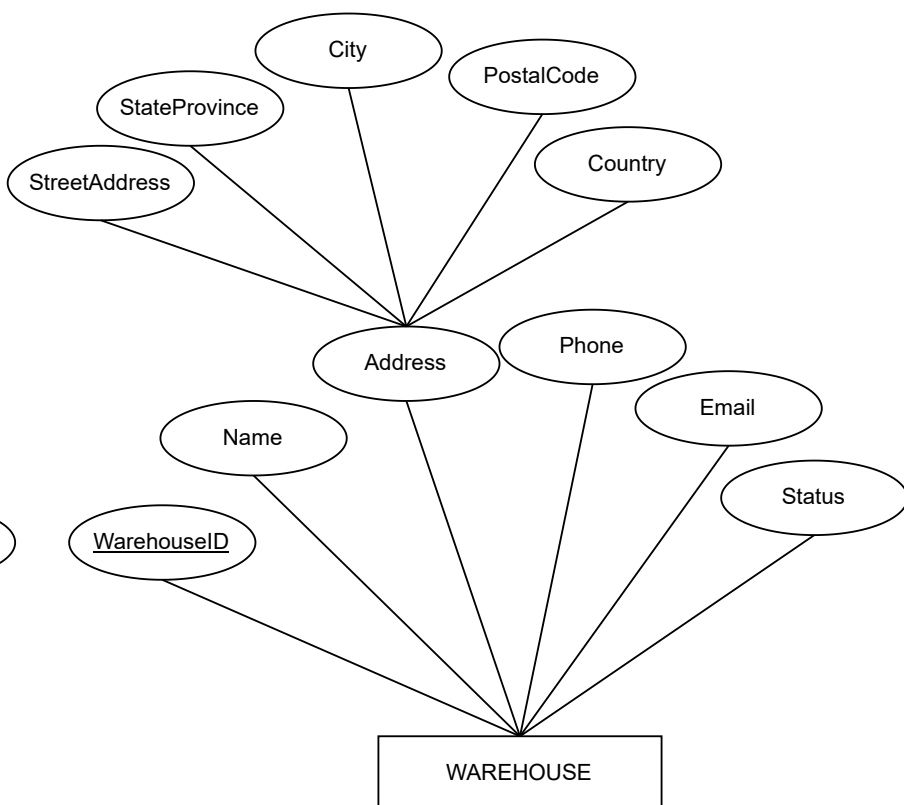 City
PostalCode
StateProvince
Country
StreetAddress
Phone
Address
Email
Name
Status
WarehouseID
WAREHOUSE